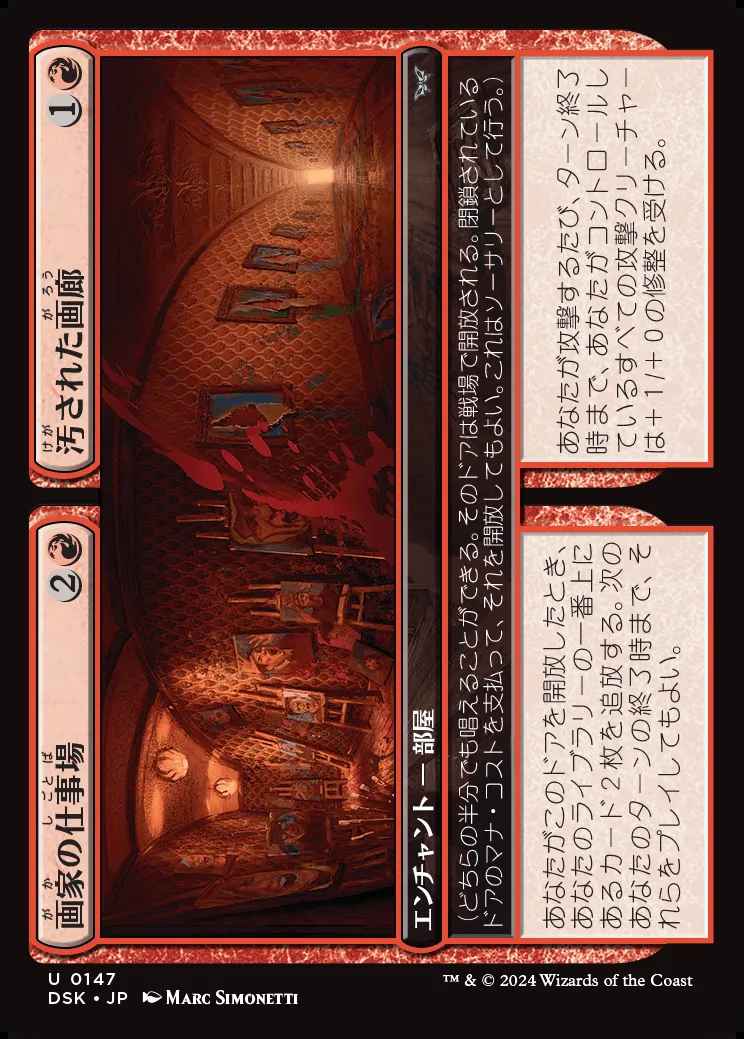 画家の仕事場
がかしごとば
2
汚された画廊
けががろう
1
エンチャント ー 部屋
(どちらの半分でも唱えることができる。そのドアは戦場で開放される。閉鎖されている
ドアのマナ・コストを支払って、それを開放してもよい。これはソーサリーとして行う。)
あなたがこのドアを開放したとき、
あなたのライブラリーの一番上に
あるカード2枚を追放する。次の
あなたのターンの終了時まで、そ
れらをプレイしてもよい。
あなたが攻撃するたび、ターン終了
時まで、あなたがコントロールし
ているすべての攻撃クリーチャー
は+1/+0の修整を受ける。
U 0147
DSK • JP Marc Simonetti
™ & © 2024 Wizards of the Coast